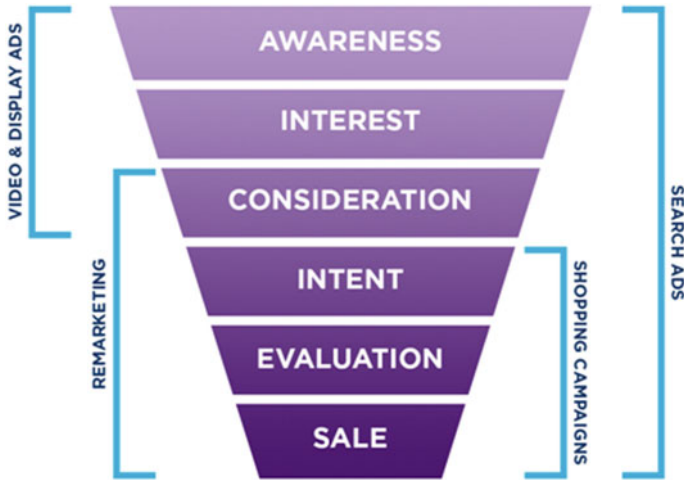 AWARENESS
INTEREST
CONSIDERATION
INTENT
EVALUATION
SALE
VIDEO & DISPLAY ADS
REMARKETING
SHOPPING CAMPAIGNS
SEARCH ADS